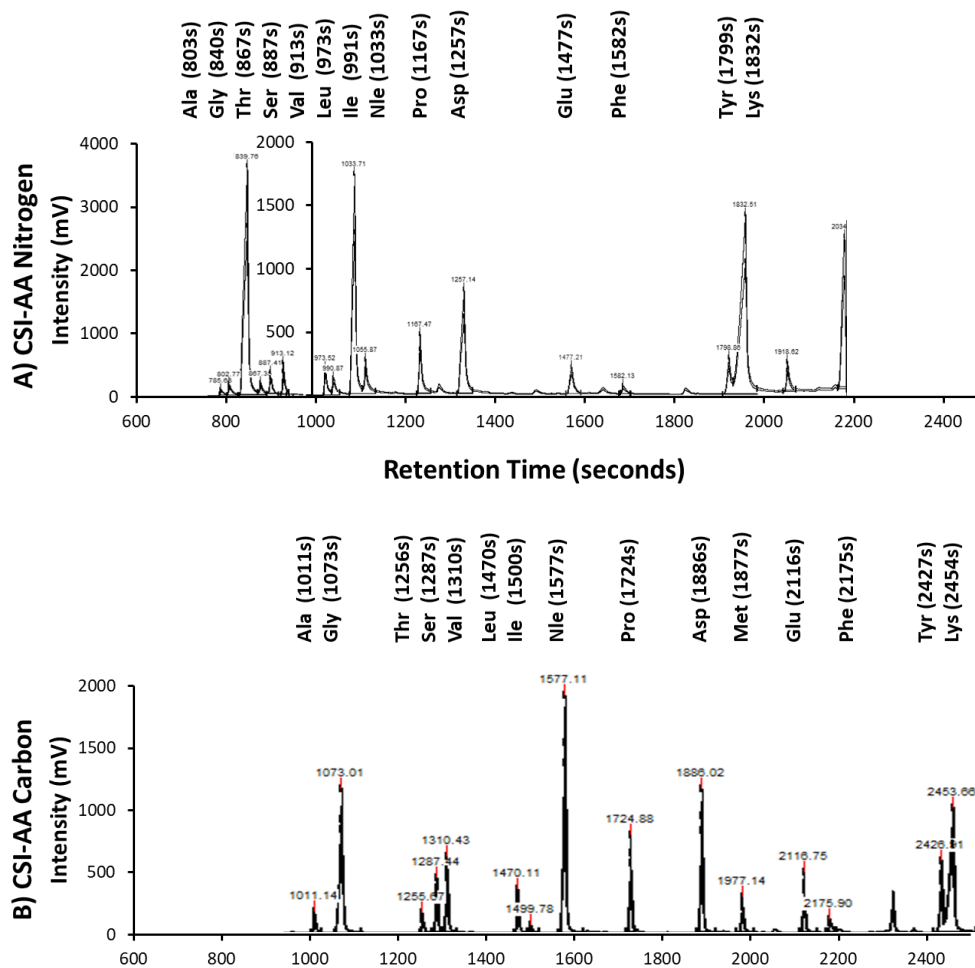 Ala (803s)
Gly (840s)
Thr (867s)
Ser (887s)
Val (913s)
Leu (973s)
Ile (991s)
Nle (1033s)
Pro (1167s)
Asp (1257s)
Glu (1477s)
Phe (1582s)
Tyr (1799s)
Lys (1832s)
A) CSI-AA Nitrogen
Intensity (mV)
4000
3000
2000
1000
0
2000
1500
1000
500
0
785.68
802.77
839.76
867.35
887.41
913.12
973.52
990.87
1033.71
1055.87
1167.47
1257.14
1477.21
1582.13
1798.86
1832.51
1918.62
2034
600
800
1000
1200
1400
1600
1800
2000
2200
2400
Retention Time (seconds)
Ala (1011s)
Gly (1073s)
Thr (1256s)
Ser (1287s)
Val (1310s)
Leu (1470s)
Ile (1500s)
Nle (1577s)
Pro (1724s)
Asp (1886s)
Met (1877s)
Glu (2116s)
Phe (2175s)
Tyr (2427s)
Lys (2454s)
B) CSI-AA Carbon
Intensity (mV)
2000
1500
1000
500
0
1011.14
1073.01
1255.67
1287.44
1310.43
1470.11
1499.78
1577.11
1724.88
1886.02
1977.14
2116.75
2175.90
2426.91
2453.66
600
800
1000
1200
1400
1600
1800
2000
2200
2400